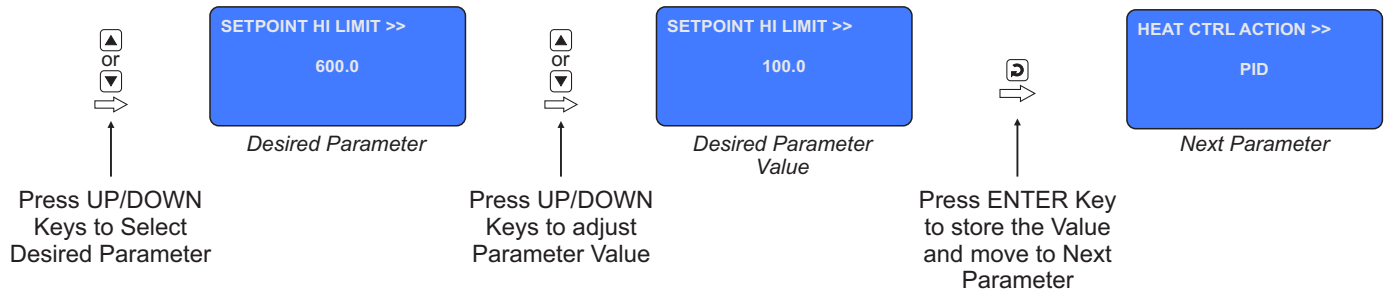 or
SETPOINT HI LIMIT >>
600.0
Desired Parameter
Press UP/DOWN
Keys to Select
Desired Parameter
or
SETPOINT HI LIMIT >>
100.0
Desired Parameter
Value
Press UP/DOWN
Keys to adjust
Parameter Value
HEAT CTRL ACTION >>
PID
Next Parameter
Press ENTER Key
to store the Value
and move to Next
Parameter